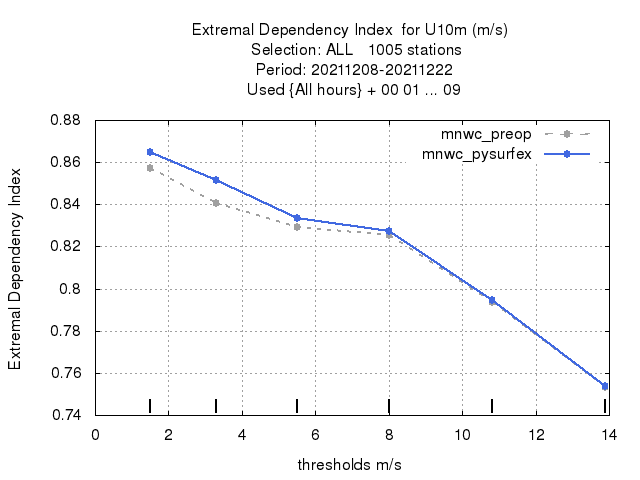 Extremal Dependency Index  for U10m (m/s)
Selection: ALL   1005 stations
Period: 20211208-20211222
Used {All hours} + 00 01 ... 09
mnwc_preop
mnwc_pysurfex
Extremal Dependency Index
0.88
0.86
0.84
0.82
0.8
0.78
0.76
0.74
0 2 4 6 8 10 12 14
thresholds m/s